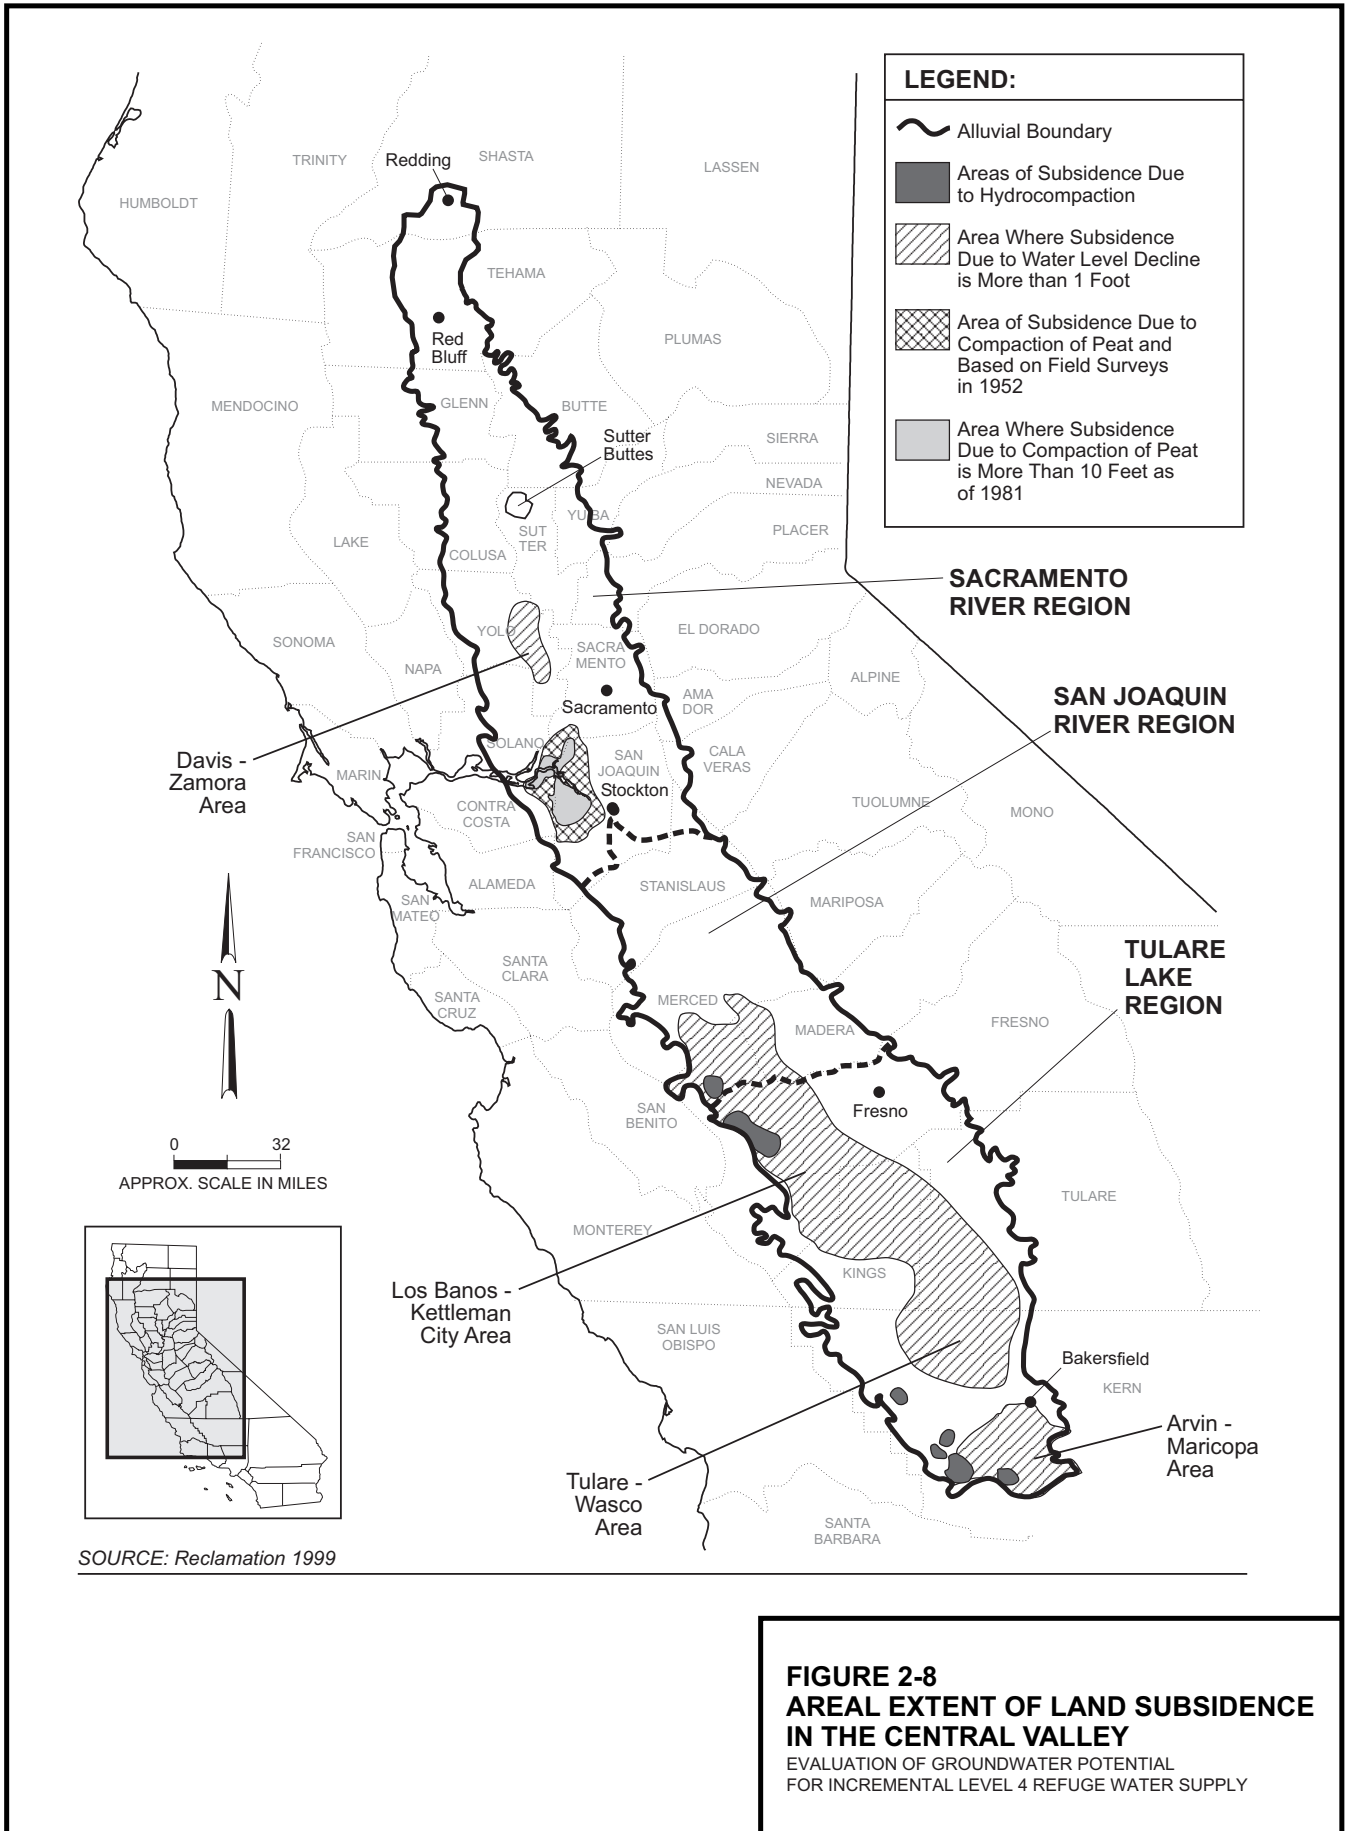 LEGEND:
Alluvial Boundary
Areas of Subsidence Due
to Hydrocompaction
Area Where Subsidence
Due to Water Level Decline
is More than 1 Foot
Area of Subsidence Due to
Compaction of Peat and
Based on Field Surveys
in 1952
Area Where Subsidence
Due to Compaction of Peat
is More Than 10 Feet as
of 1981
TRINITY
Redding
SHASTA
LASSEN
HUMBOLDT
TEHAMA
Red
Bluff
PLUMAS
MENDOCINO
GLENN
BUTTE
Sutter
Buttes
SIERRA
NEVADA
YUBA
SUT
TER
PLACER
LAKE
COLUSA
SACRAMENTO
RIVER REGION
YOLO
EL DORADO
SONOMA
SACRA
MENTO
NAPA
ALPINE
AMA
DOR
SAN JOAQUIN
RIVER REGION
Sacramento
SOLANO
Davis -
Zamora
Area
MARIN
SAN
JOAQUIN
CALA
VERAS
Stockton
CONTRA
COSTA
TUOLUMNE
MONO
SAN
FRANCISCO
ALAMEDA
STANISLAUS
SAN
MATEO
MARIPOSA
TULARE
LAKE
REGION
SANTA
CLARA
N
SANTA
CRUZ
MERCED
MADERA
FRESNO
Fresno
SAN
BENITO
0 32
APPROX. SCALE IN MILES
TULARE
MONTEREY
KINGS
Los Banos -
Kettleman
City Area
SAN LUIS
OBISPO
Bakersfield
KERN
Arvin -
Maricopa
Area
Tulare -
Wasco
Area
SANTA
BARBARA
SOURCE: Reclamation 1999
FIGURE 2-8
AREAL EXTENT OF LAND SUBSIDENCE
IN THE CENTRAL VALLEY
EVALUATION OF GROUNDWATER POTENTIAL
FOR INCREMENTAL LEVEL 4 REFUGE WATER SUPPLY